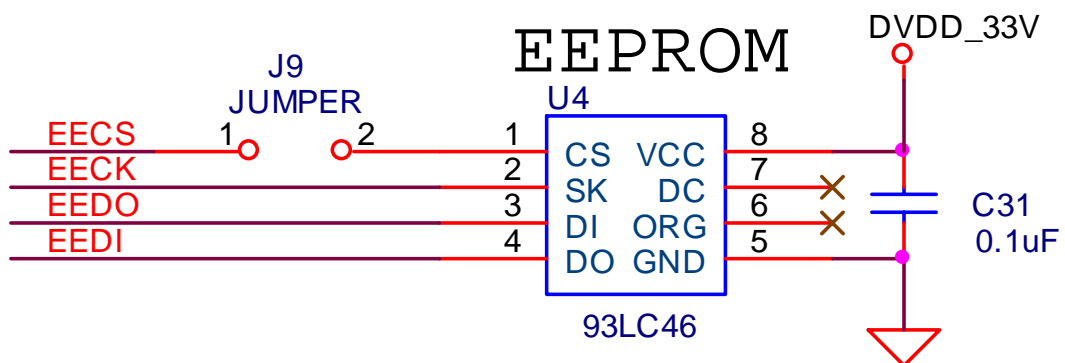 EEPROM
DVDD_33V
J9
JUMPER
U4
EECS 1 2 1 CS VCC 8
EECK 2 SK DC 7
EEDO 3 DI ORG 6
EEDI 4 DO GND 5
C31
0.1uF
93LC46